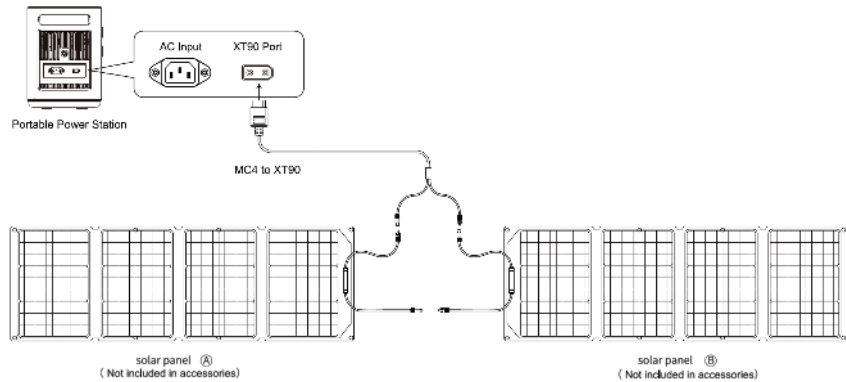 AC Input
XT90 Port
Portable Power Station
MC4 to XT90
solar panel Ⓐ
( Not included in accessories)
solar panel Ⓑ
( Not included in accessories)